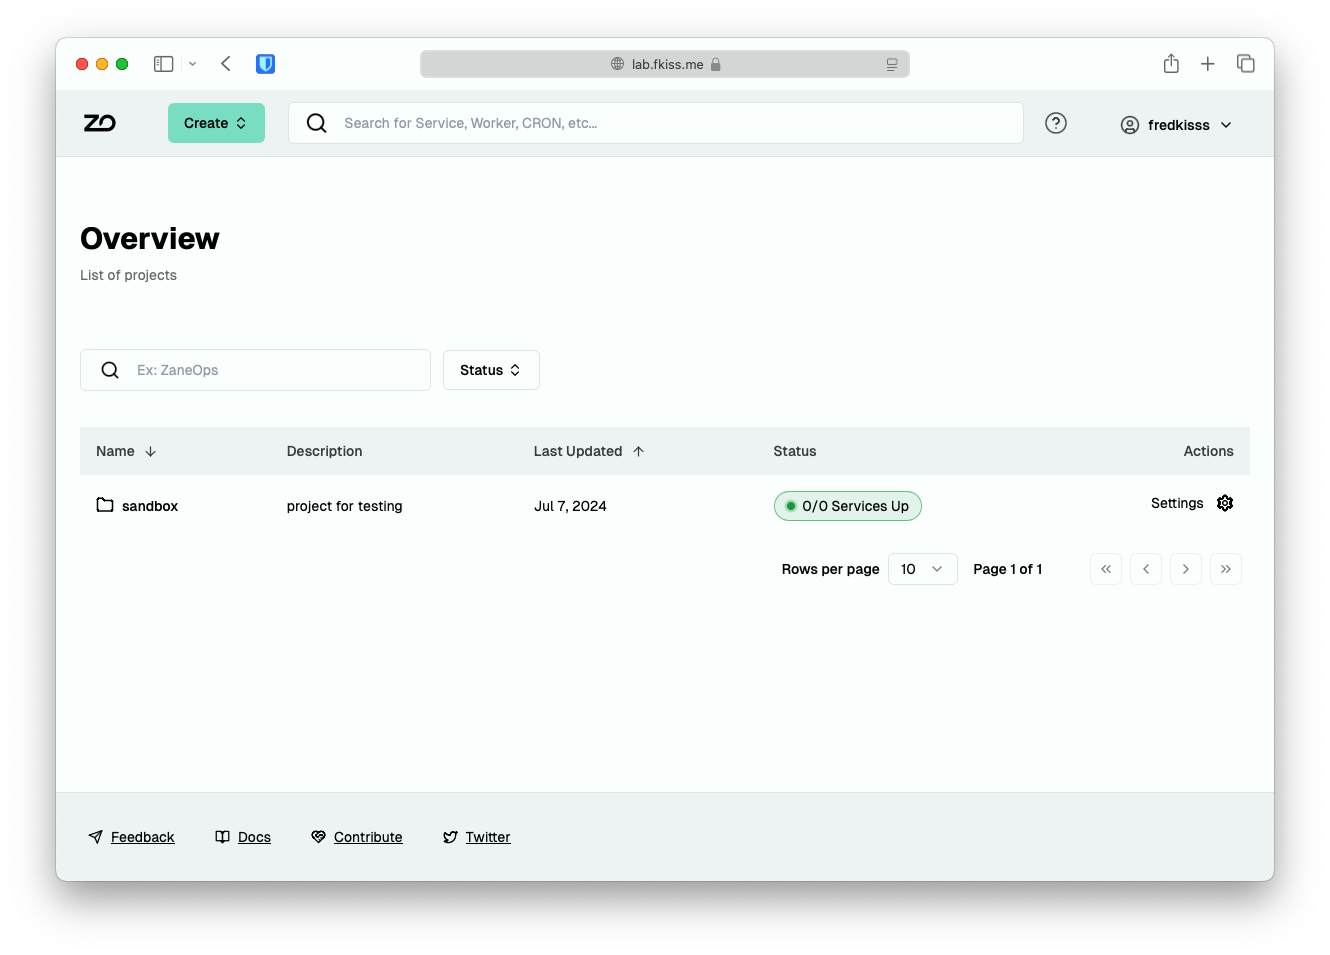 lab.fkiss.me
ZO
Create
Search for Service, Worker, CRON, etc...
fredkisss
Overview
List of projects
Ex: ZaneOps
Status
Name Description Last Updated Status Actions
sandbox project for testing Jul 7, 2024 0/0 Services Up Settings
Rows per page 10 Page 1 of 1
Feedback Docs Contribute Twitter